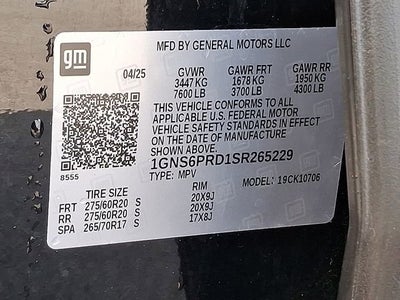 gm
MFD BY GENERAL MOTORS LLC
04/25 GVWR GAWR FRT GAWR RR
3447 KG 1678 KG 1950 KG
7600 LB 3700 LB 4300 LB
THIS VEHICLE CONFORMS TO ALL
APPLICABLE U.S. FEDERAL MOTOR
VEHICLE SAFETY STANDARDS IN EFFECT
ON THE DATE OF MANUFACTURE
SHOWN ABOVE.
1GNS6PRD1SR265229
8555 TYPE: MPV MODEL: 19CK10706
TIRE SIZE RIM
FRT 275/60R20 S 20X9J
RR 275/60R20 S 20X9J
SPA 265/70R17 S 17X8J